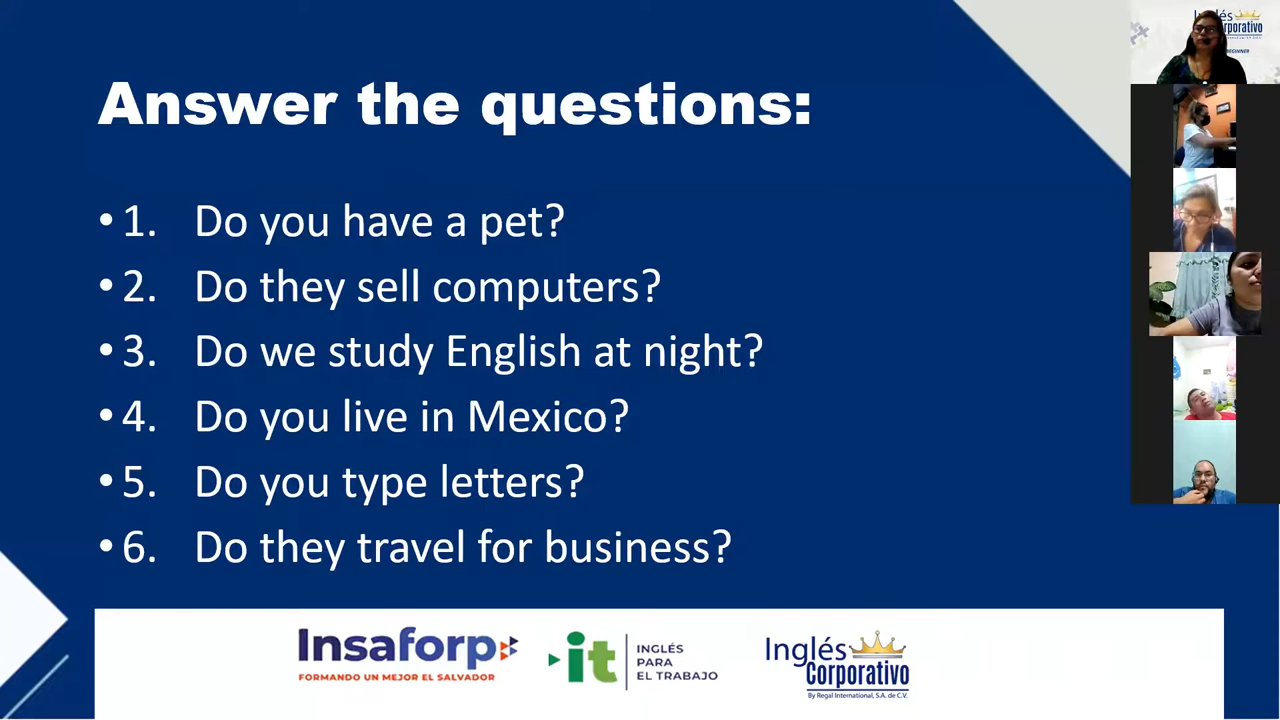 Answer the questions:
• 1. Do you have a pet?
• 2. Do they sell computers?
• 3. Do we study English at night?
• 4. Do you live in Mexico?
• 5. Do you type letters?
• 6. Do they travel for business?
Insaforp
FORMANDO UN MEJOR EL SALVADOR
it
INGLÉS
PARA
EL TRABAJO
Inglés
Corporativo
By Regal International, S.A. de C.V.